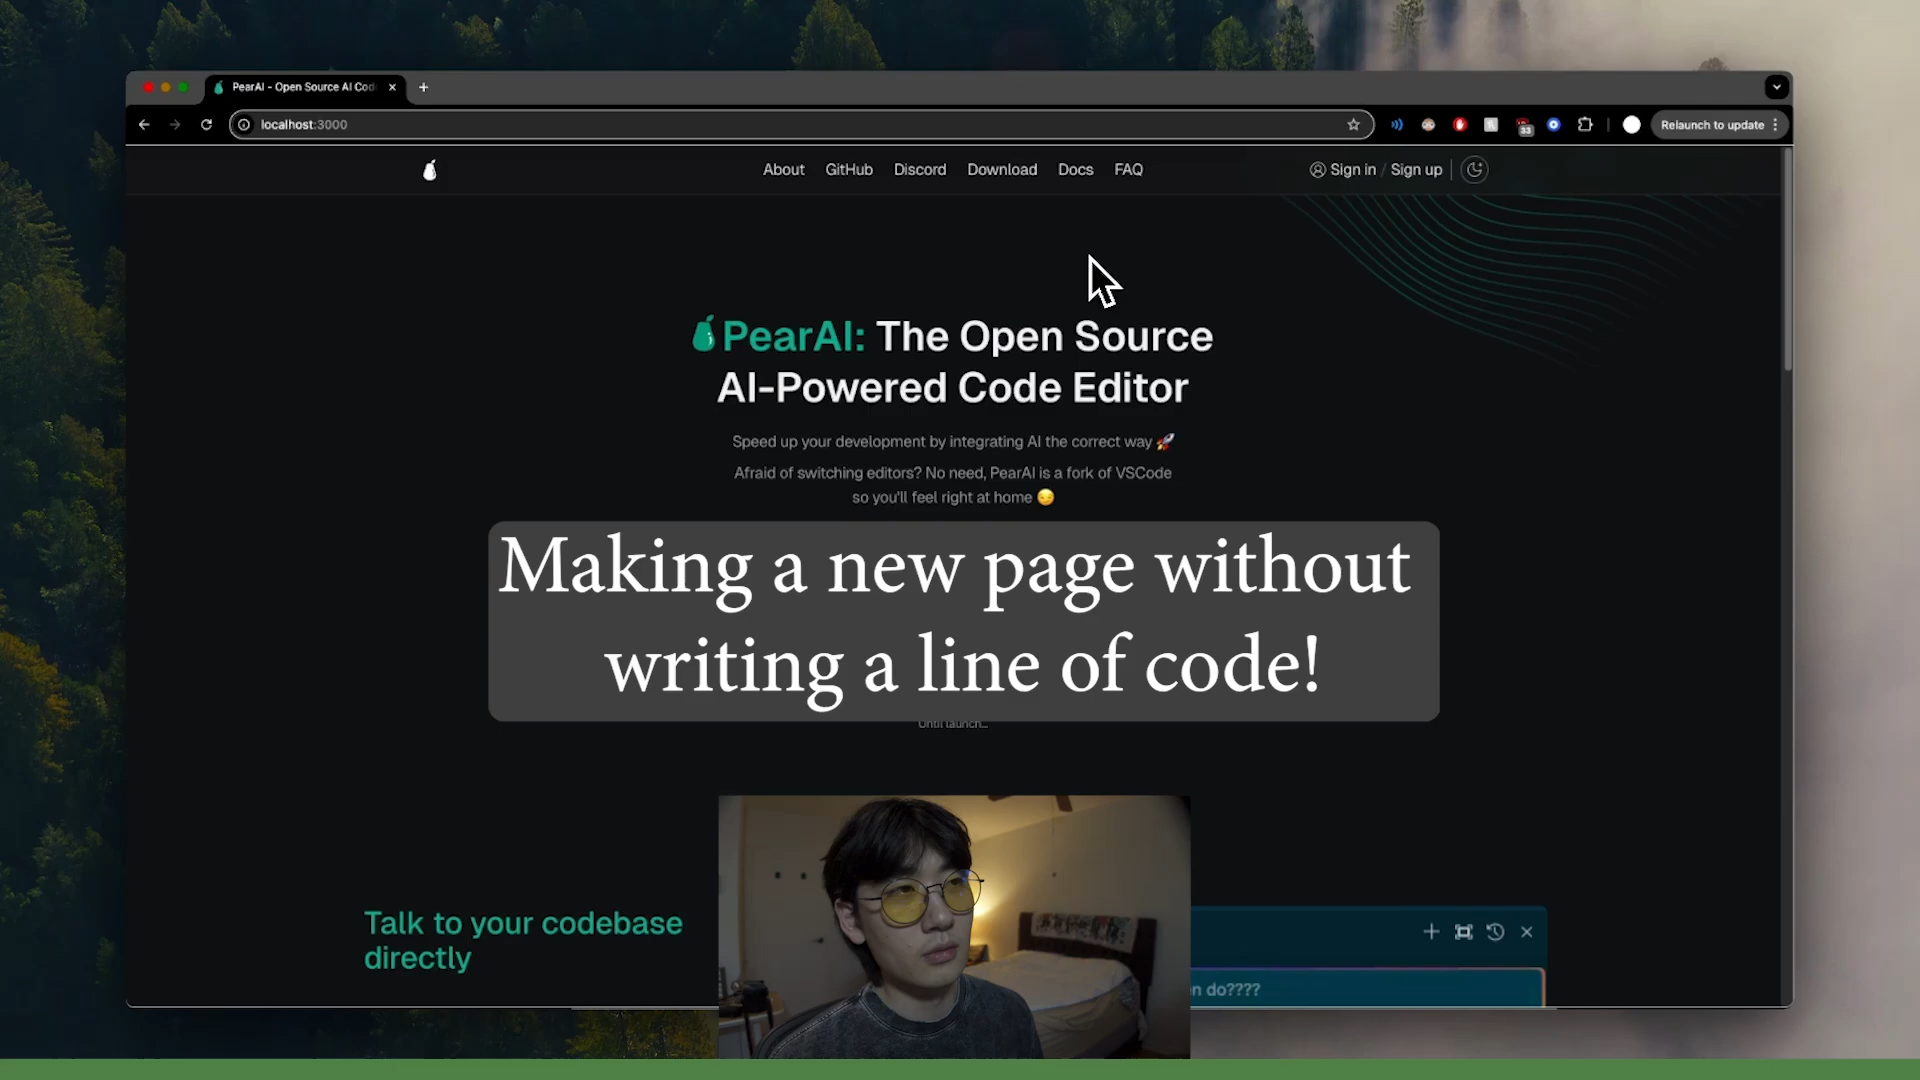 PearAI - Open Source AI Cod
localhost:3000
33
Relaunch to update
About GitHub Discord Download Docs FAQ
Sign in / Sign up
PearAI: The Open Source
AI-Powered Code Editor
Speed up your development by integrating AI the correct way 🚀
Afraid of switching editors? No need, PearAI is a fork of VSCode
so you'll feel right at home 😏
Making a new page without
writing a line of code!
Until launch...
Talk to your codebase
directly
n do????